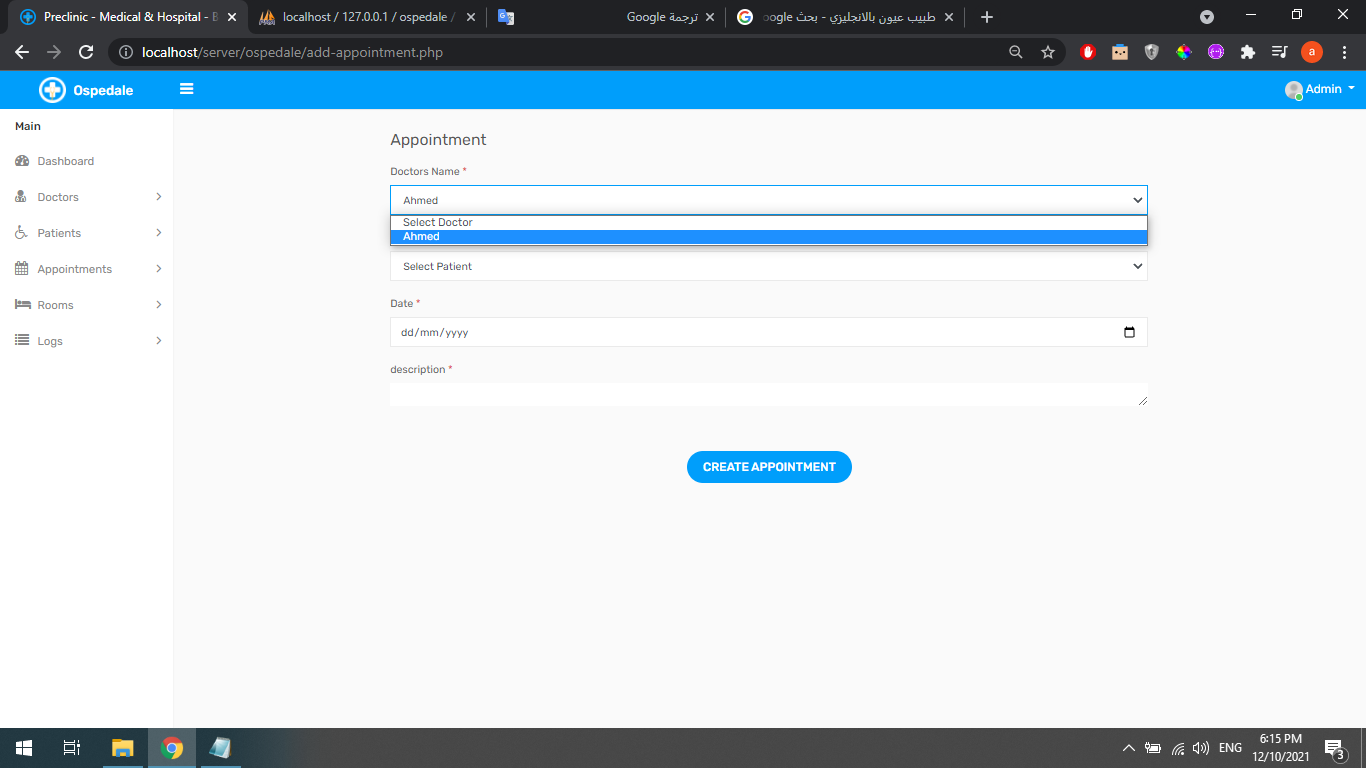 Preclinic - Medical & Hospital - B
localhost / 127.0.0.1 / ospedale /
ترجمة Google
طبيب عيون بالانجليزي - بحث oogle
localhost/server/ospedale/add-appointment.php
a
Ospedale
Admin
Main
Dashboard
Doctors
Patients
Appointments
Rooms
Logs
Appointment
Doctors Name *
Ahmed
Select Doctor
Ahmed
Select Patient
Date *
dd/mm/yyyy
description *
CREATE APPOINTMENT
ENG
6:15 PM
12/10/2021
3